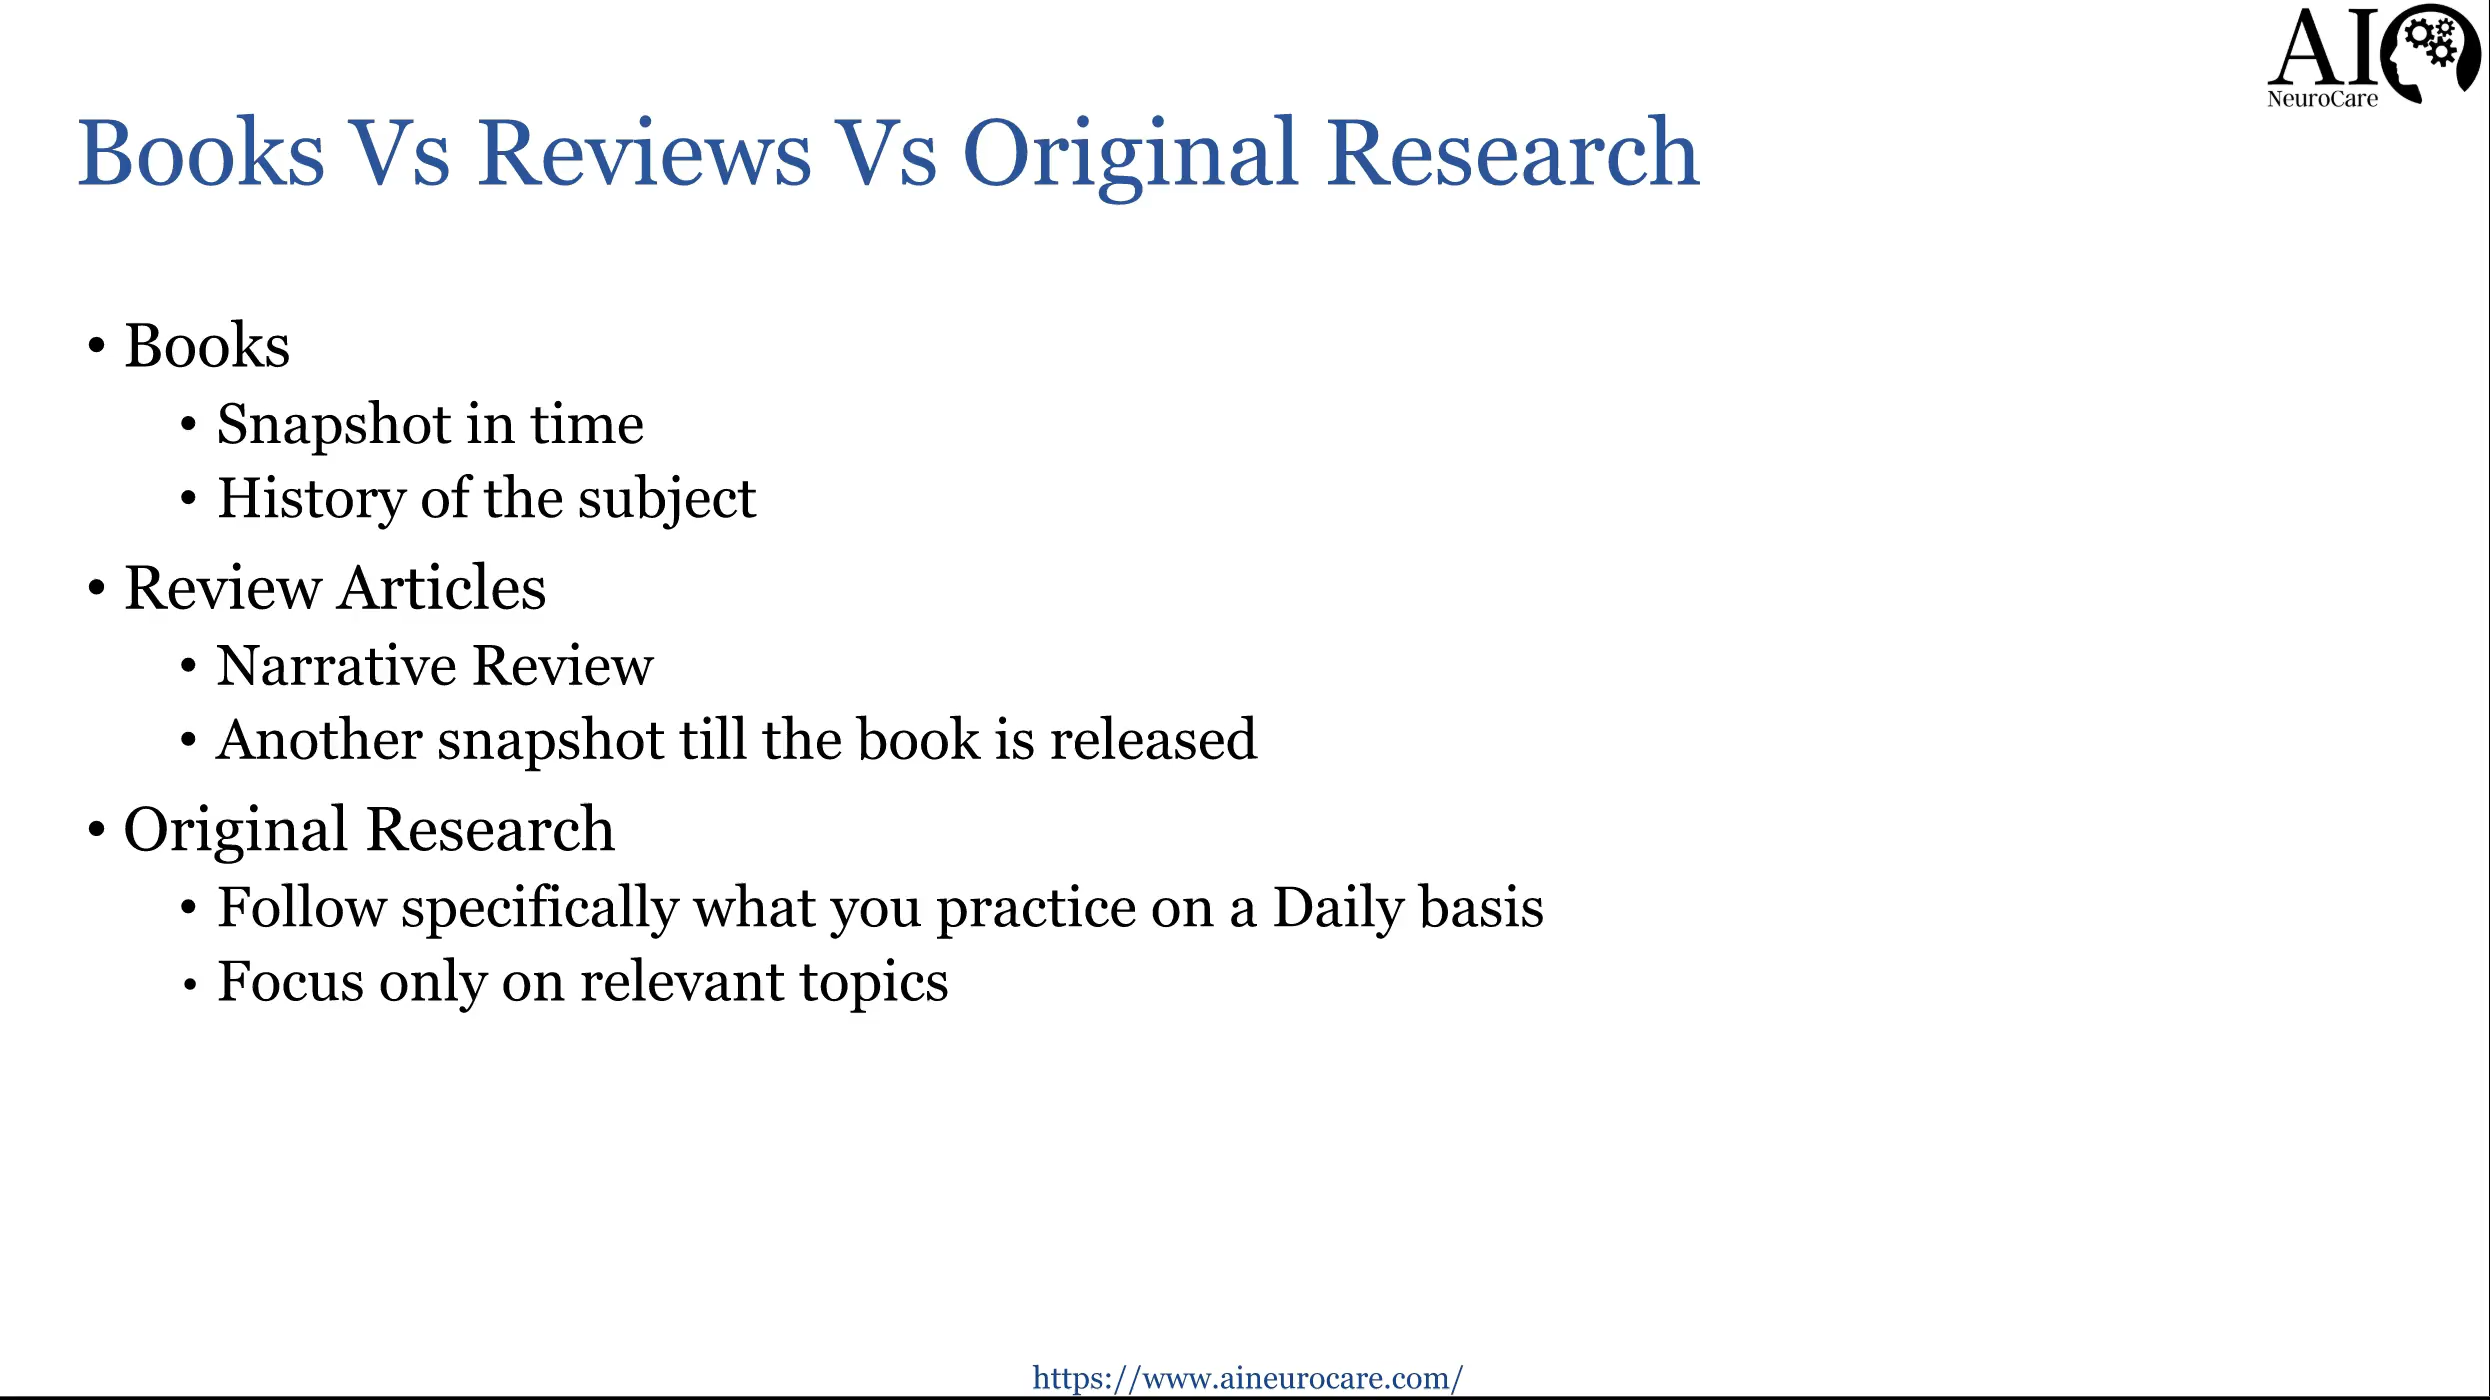 AI
NeuroCare
Books Vs Reviews Vs Original Research
• Books
• Snapshot in time
• History of the subject
• Review Articles
• Narrative Review
• Another snapshot till the book is released
• Original Research
• Follow specifically what you practice on a Daily basis
• Focus only on relevant topics
https://www.aineurocare.com/